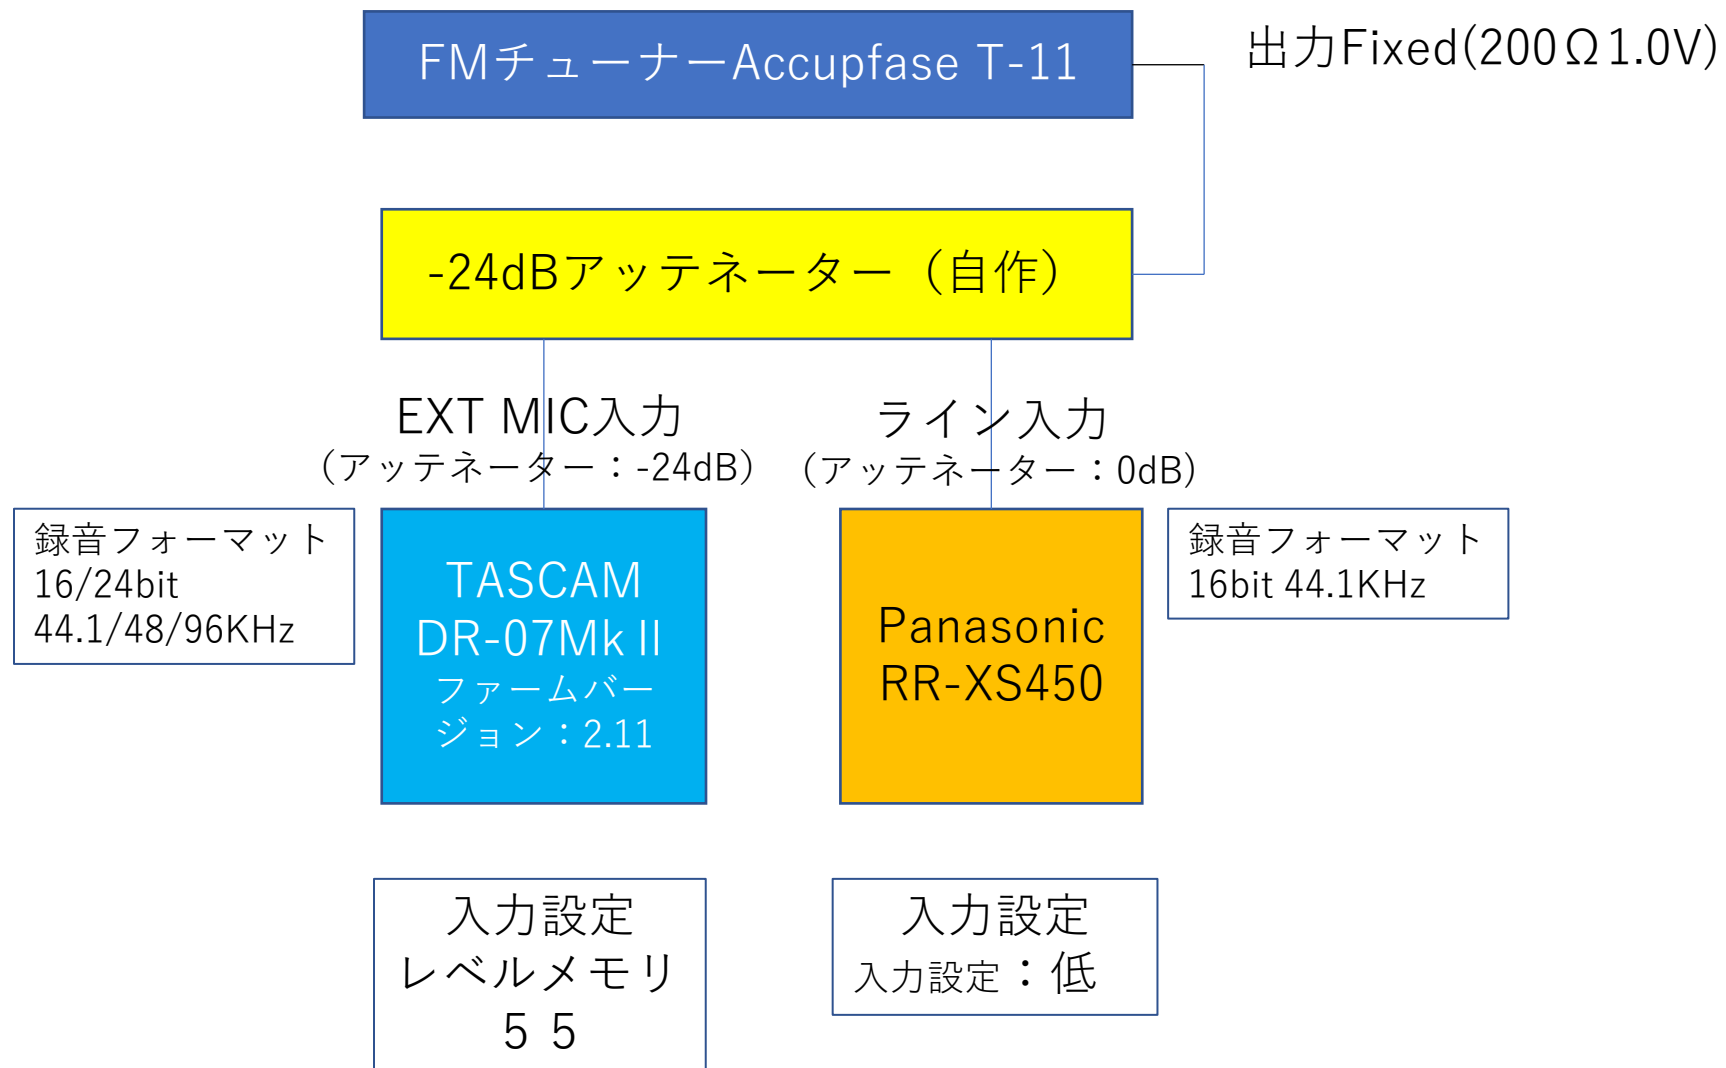 FMチューナーAccupfase T-11
出力Fixed(200Ω1.0V)
-24dBアッテネーター（自作）
EXT MIC入力
（アッテネーター：-24dB）
ライン入力
（アッテネーター：0dB）
録音フォーマット
16/24bit
44.1/48/96KHz
TASCAM
DR-07MkⅡ
ファームバー
ジョン：2.11
Panasonic
RR-XS450
録音フォーマット
16bit 44.1KHz
入力設定
レベルメモリ
５５
入力設定
入力設定：低